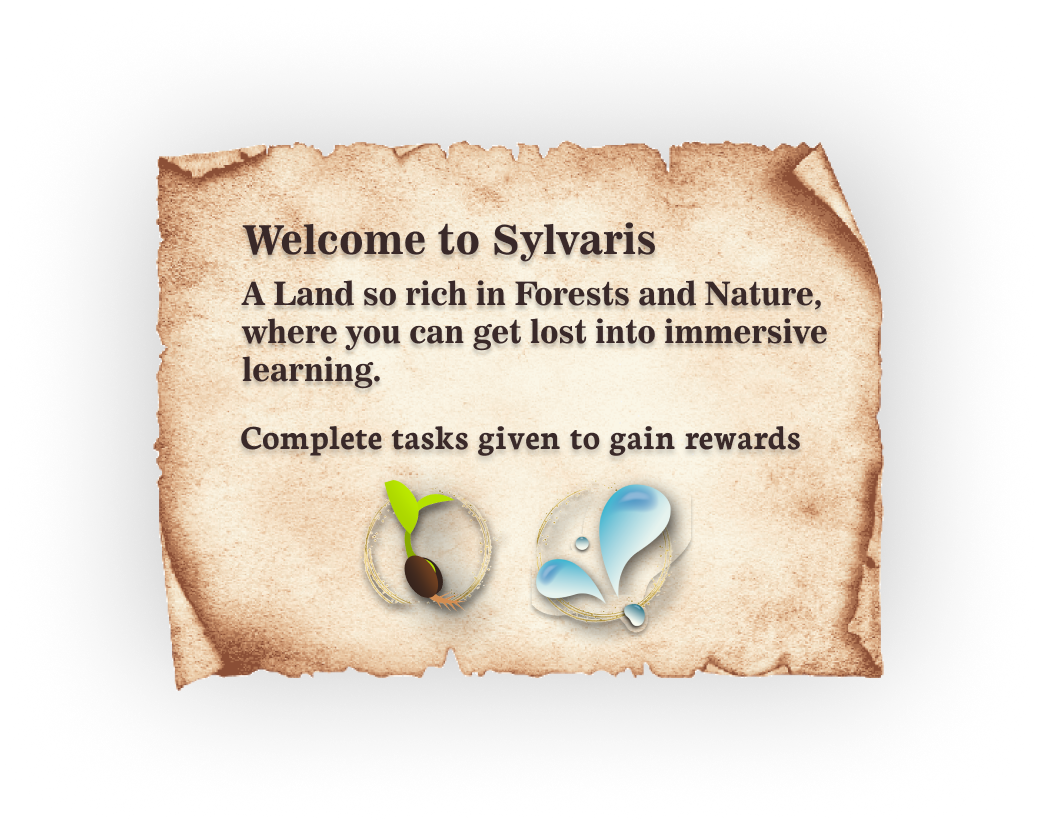 Welcome to Sylvaris
A Land so rich in Forests and Nature,
where you can get lost into immersive
learning.
Complete tasks given to gain rewards